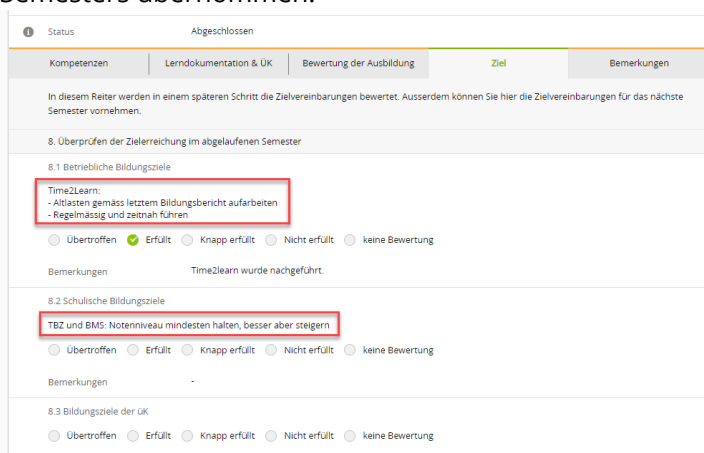 Semesters übernommen.
Status Abgeschlossen
Kompetenzen Lerndokumentation & ÜK Bewertung der Ausbildung Ziel Bemerkungen
In diesem Reiter werden in einem späteren Schritt die Zielvereinbarungen bewertet. Ausserdem können Sie hier die Zielvereinbarungen für das nächste
Semester vornehmen.
8. Überprüfen der Zielerreichung im abgelaufenen Semester
8.1 Betriebliche Bildungsziele
Time2Learn:
- Altlasten gemäss letztem Bildungsbericht aufarbeiten
- Regelmässig und zeitnah führen
Übertroffen Erfüllt Knapp erfüllt Nicht erfüllt keine Bewertung
Bemerkungen Time2learn wurde nachgeführt.
8.2 Schulische Bildungsziele
TBZ und BMS: Notenniveau mindesten halten, besser aber steigern
Übertroffen Erfüllt Knapp erfüllt Nicht erfüllt keine Bewertung
Bemerkungen -
8.3 Bildungsziele der üK
Übertroffen Erfüllt Knapp erfüllt Nicht erfüllt keine Bewertung